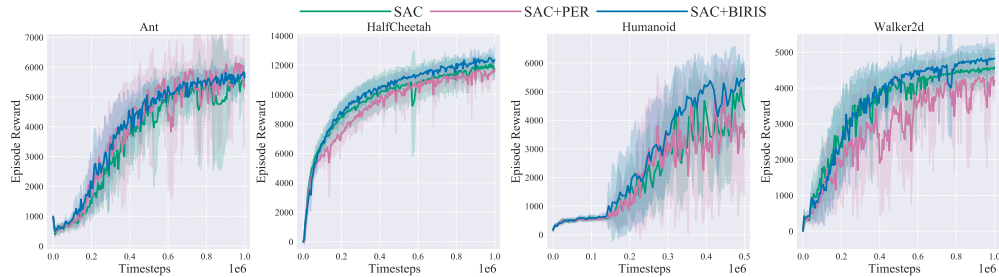 SAC SAC+PER SAC+BIRIS
Ant HalfCheetah Humanoid Walker2d
7000
6000
5000
4000
3000
2000
1000
0
Episode Reward
0.0 0.2 0.4 0.6 0.8 1.0
Timesteps 1e6
14000
12000
10000
8000
6000
4000
2000
0
Episode Reward
0.0 0.2 0.4 0.6 0.8 1.0
Timesteps 1e6
6000
5000
4000
3000
2000
1000
0
Episode Reward
0.0 0.1 0.2 0.3 0.4 0.5
Timesteps 1e6
5000
4000
3000
2000
1000
0
Episode Reward
0.0 0.2 0.4 0.6 0.8 1.0
Timesteps 1e6